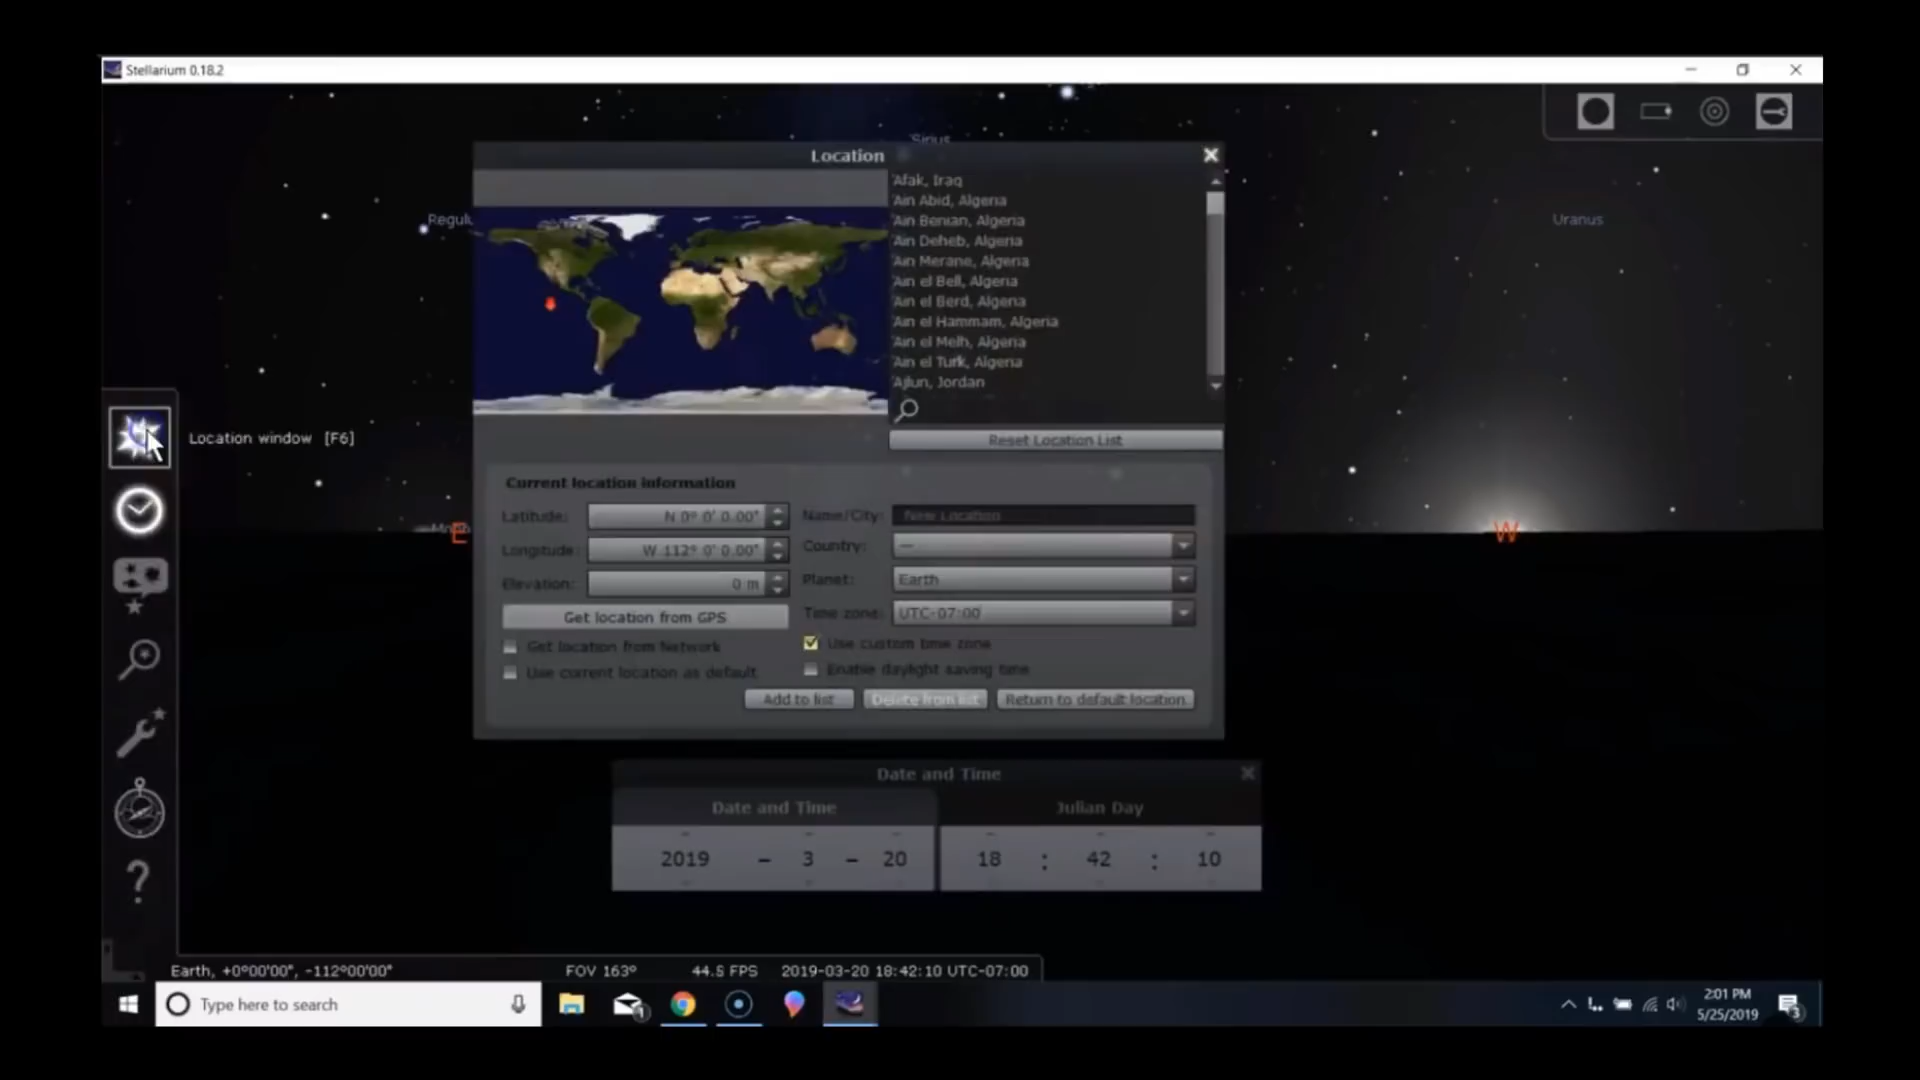 Stellarium 0.18.2
Sirius
Location
'Afak, Iraq
'Ain Abid, Algeria
'Ain Benian, Algeria
'Ain Deheb, Algeria
'Ain Merane, Algeria
'Ain el Bell, Algeria
'Ain el Berd, Algeria
'Ain el Hammam, Algeria
'Ain el Melh, Algeria
'Ain el Turk, Algeria
'Ajlun, Jordan
Regulu
Uranus
Reset Location List
Location window [F6]
Current location information
Latitude: N 0° 0' 0.00"
Name/City: New Location
Longitude: W 112° 0' 0.00"
Country: —
Elevation: 0 m
Planet: Earth
Get location from GPS
Time zone: UTC-07:00
Get location from Network
Use custom time zone
Use current location as default
Enable daylight saving time
Add to list
Delete from list
Return to default location
E
W
Date and Time
Date and Time
Julian Day
2019 – 3 – 20
18 : 42 : 10
Earth, +0°00'00", -112°00'00"
FOV 163°
44.5 FPS
2019-03-20 18:42:10 UTC-07:00
Type here to search
1
2:01 PM
5/25/2019
3